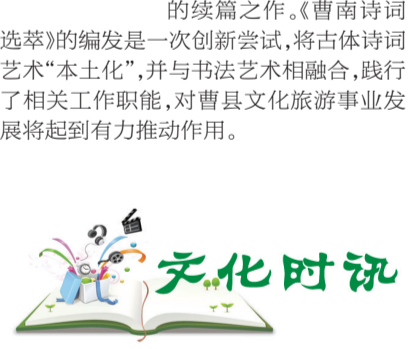 的续篇之作。《曹南诗词
选萃》的编发是一次创新尝试,将古体诗词
艺术“本土化”,并与书法艺术相融合,践行
了相关工作职能,对曹县文化旅游事业发
展将起到有力推动作用。
文化时讯